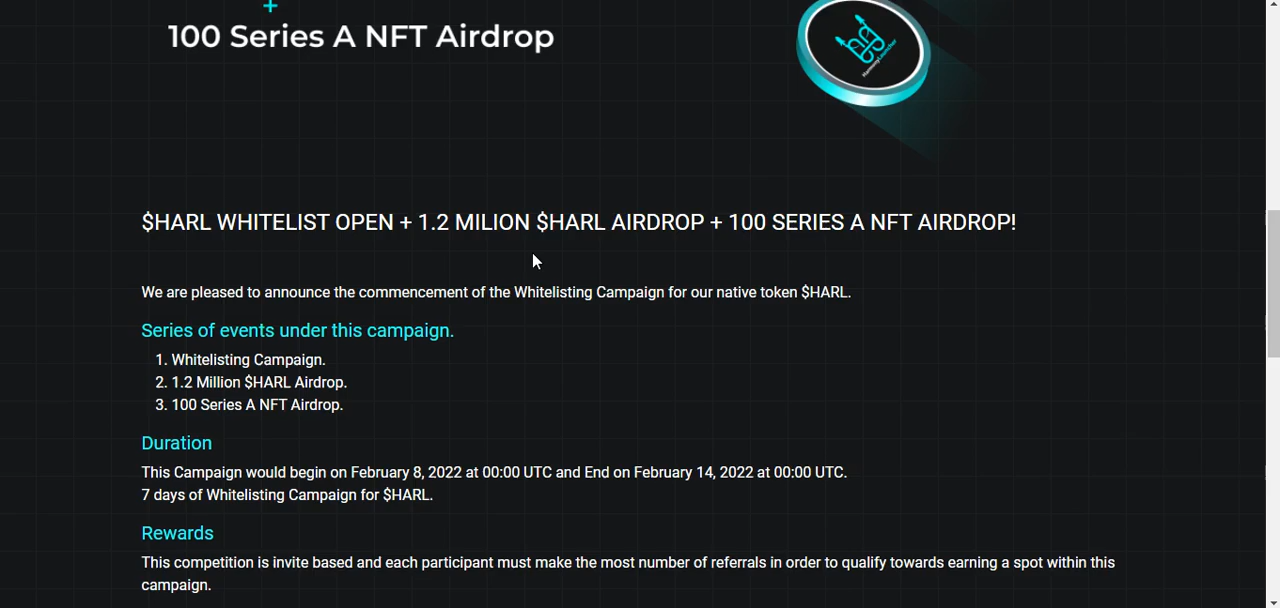 100 Series A NFT Airdrop
HarmonyLauncher
$HARL WHITELIST OPEN + 1.2 MILION $HARL AIRDROP + 100 SERIES A NFT AIRDROP!
We are pleased to announce the commencement of the Whitelisting Campaign for our native token $HARL.
Series of events under this campaign.
1. Whitelisting Campaign.
2. 1.2 Million $HARL Airdrop.
3. 100 Series A NFT Airdrop.
Duration
This Campaign would begin on February 8, 2022 at 00:00 UTC and End on February 14, 2022 at 00:00 UTC.
7 days of Whitelisting Campaign for $HARL.
Rewards
This competition is invite based and each participant must make the most number of referrals in order to qualify towards earning a spot within this
campaign.